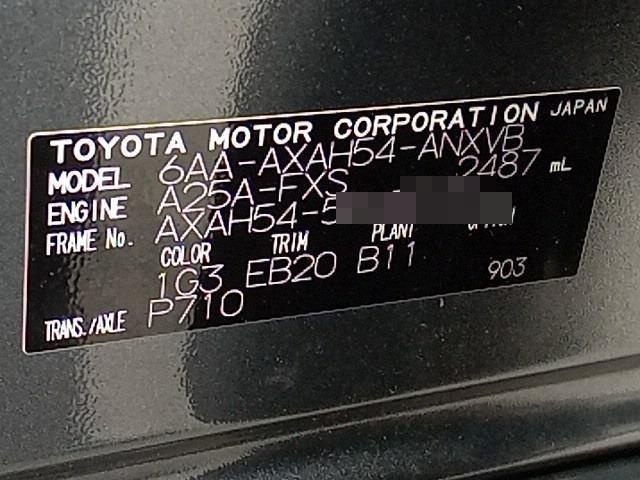 TOYOTA MOTOR CORPORATION JAPAN
MODEL 6AA-AXAH54-ANXVB
ENGINE A25A-FXS 2487 mL
FRAME No. AXAH54-5
COLOR TRIM PLANT
1G3 EB20 B11
TRANS./AXLE P710 903